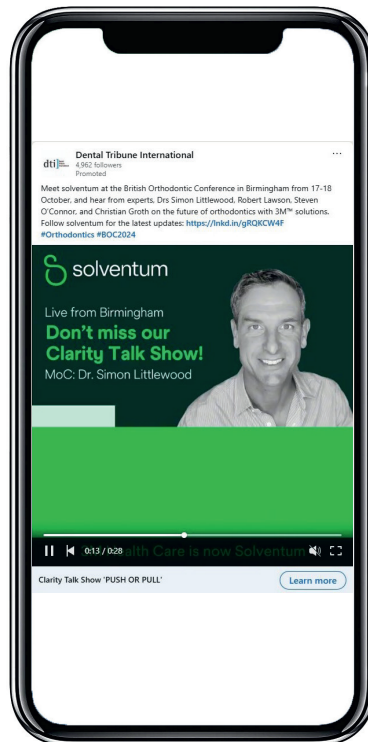 dti
Dental Tribune International
4,962 followers
Promoted
Meet solventum at the British Orthodontic Conference in Birmingham from 17-18
October, and hear from experts, Drs Simon Littlewood, Robert Lawson, Steven
O'Connor, and Christian Groth on the future of orthodontics with 3M™ solutions.
Follow solventum for the latest updates: https://lnkd.in/gRQKCW4F
#Orthodontics #BOC2024
solventum
Live from Birmingham
Don't miss our
Clarity Talk Show!
MoC: Dr. Simon Littlewood
0:13 / 0:28 alth Care is now Solventum
Clarity Talk Show 'PUSH OR PULL'
Learn more